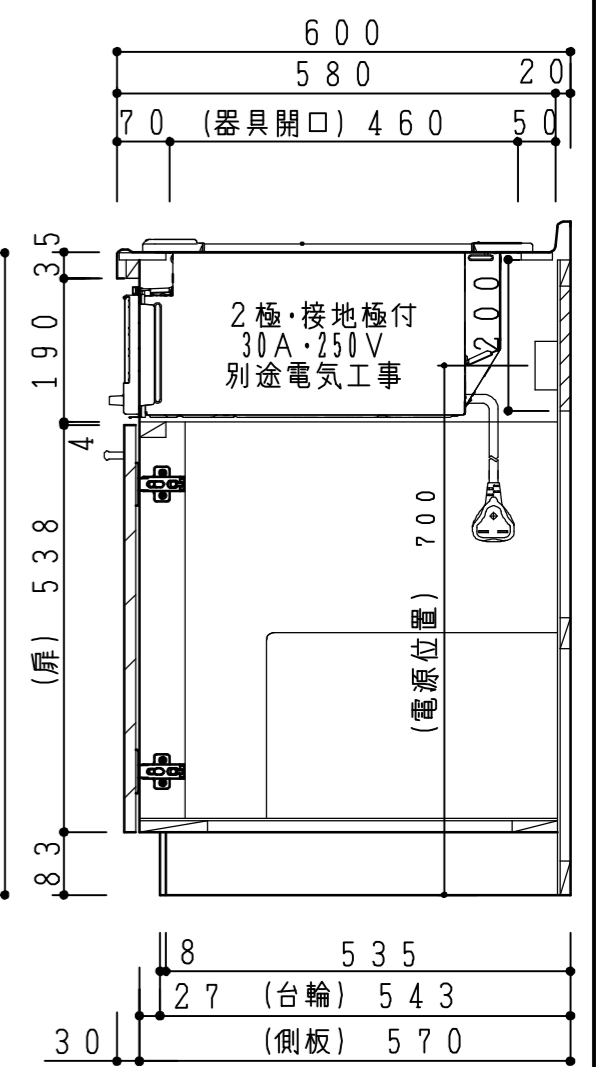 600
580 20
70 (器具開口) 460 50
35
190
4
(扉) 538
83
2極・接地極付
30A・250V
別途電気工事
200
(電源位置) 700
8 535
27 (台輪) 543
30 (側板) 570